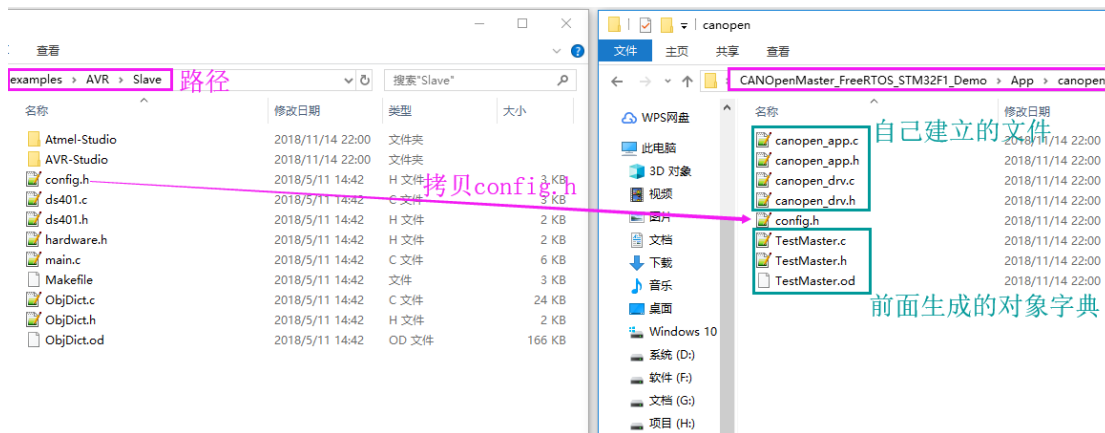 canopen
查看
文件 主页 共享 查看
examples > AVR > Slave
路径
搜索"Slave"
CANOpenMaster_FreeRTOS_STM32F1_Demo > App > canopen
名称 修改日期 类型 大小
Atmel-Studio 2018/11/14 22:00 文件夹
AVR-Studio 2018/11/14 22:00 文件夹
config.h 2018/5/11 14:42 H 文件 3 KB
ds401.c 2018/5/11 14:42 C 文件 3 KB
ds401.h 2018/5/11 14:42 H 文件 2 KB
hardware.h 2018/5/11 14:42 H 文件 2 KB
main.c 2018/5/11 14:42 C 文件 6 KB
Makefile 2018/5/11 14:42 文件 3 KB
ObjDict.c 2018/5/11 14:42 C 文件 24 KB
ObjDict.h 2018/5/11 14:42 H 文件 2 KB
ObjDict.od 2018/5/11 14:42 OD 文件 166 KB
拷贝config.h
WPS网盘
此电脑
3D 对象
视频
图片
文档
下载
音乐
桌面
Windows 10
系统 (D:)
软件 (F:)
文档 (G:)
项目 (H:)
名称 修改日期
自己建立的文件
canopen_app.c 2018/11/14 22:00
canopen_app.h 2018/11/14 22:00
canopen_drv.c 2018/11/14 22:00
canopen_drv.h 2018/11/14 22:00
config.h 2018/11/14 22:00
TestMaster.c 2018/11/14 22:00
TestMaster.h 2018/11/14 22:00
TestMaster.od 2018/11/14 22:00
前面生成的对象字典